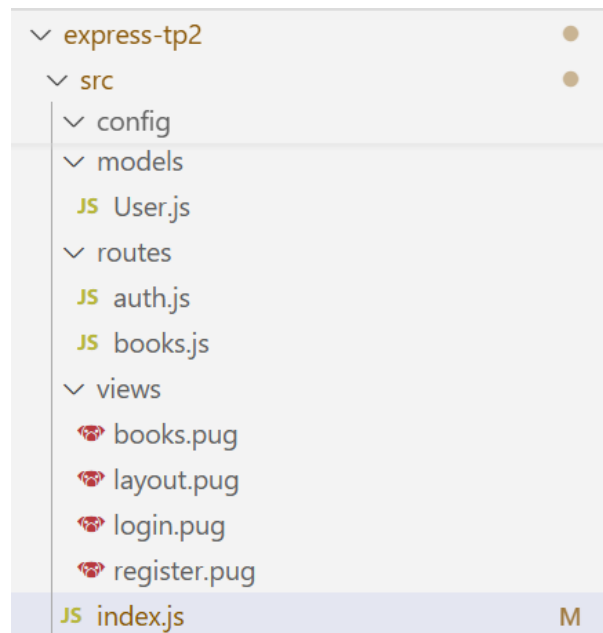 express-tp2
src
config
models
JS User.js
routes
JS auth.js
JS books.js
views
books.pug
layout.pug
login.pug
register.pug
JS index.js M